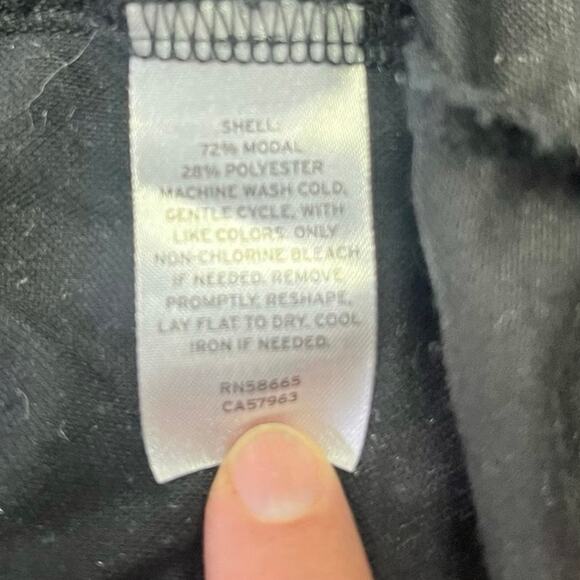 SHELL:
72% MODAL
28% POLYESTER
MACHINE WASH COLD,
GENTLE CYCLE, WITH
LIKE COLORS. ONLY
NON-CHLORINE BLEACH
IF NEEDED. REMOVE
PROMPTLY, RESHAPE,
LAY FLAT TO DRY. COOL
IRON IF NEEDED.
RN58665
CA57963